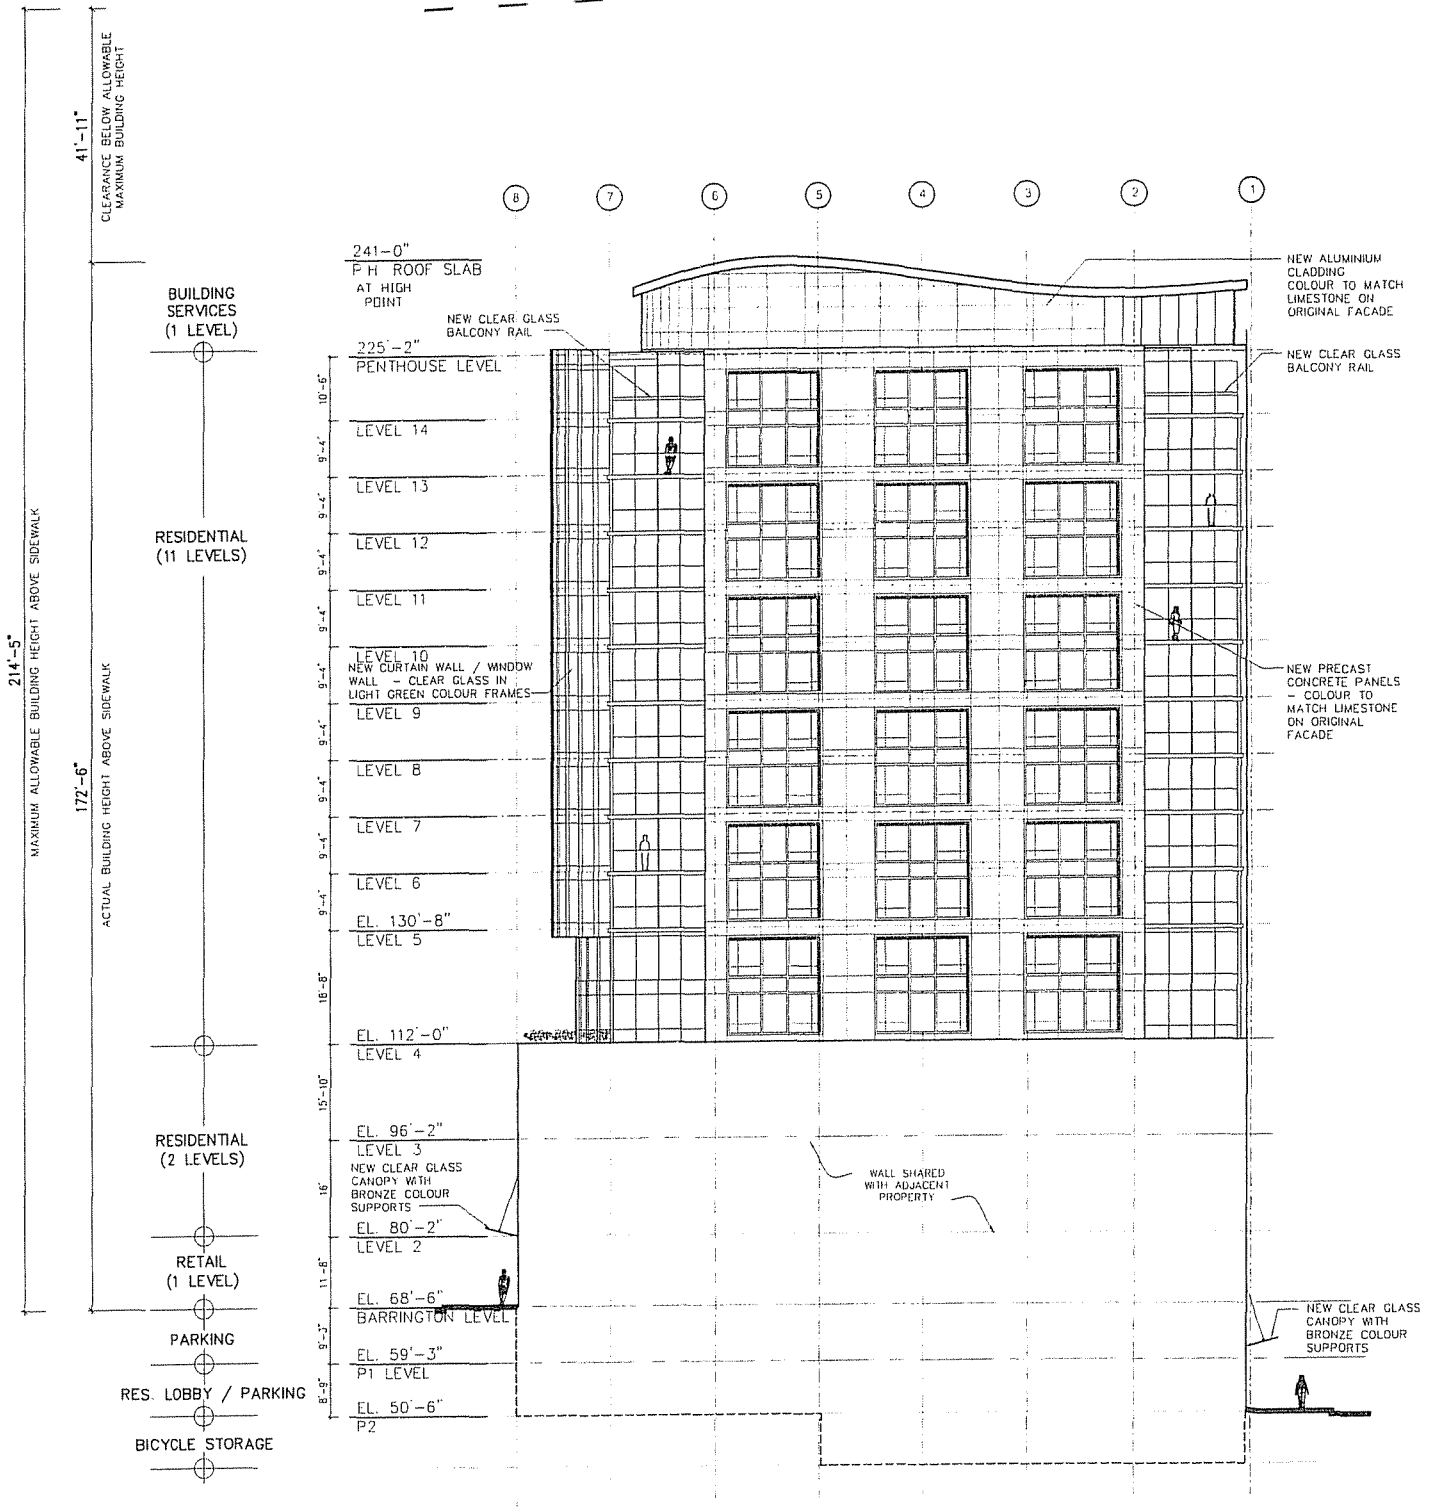 41'-11"
CLEARANCE BELOW ALLOWABLE
MAXIMUM BUILDING HEIGHT
214'-5"
MAXIMUM ALLOWABLE BUILDING HEIGHT ABOVE SIDEWALK
172'-6"
ACTUAL BUILDING HEIGHT ABOVE SIDEWALK
BUILDING
SERVICES
(1 LEVEL)
RESIDENTIAL
(11 LEVELS)
RESIDENTIAL
(2 LEVELS)
RETAIL
(1 LEVEL)
PARKING
RES. LOBBY / PARKING
BICYCLE STORAGE
8
7
6
5
4
3
2
1
241-0"
P H ROOF SLAB
AT HIGH
POINT
225'-2"
PENTHOUSE LEVEL
10'-6"
LEVEL 14
9'-4"
LEVEL 13
9'-4"
LEVEL 12
9'-4"
LEVEL 11
9'-4"
LEVEL 10
9'-4"
LEVEL 9
9'-4"
LEVEL 8
9'-4"
LEVEL 7
9'-4"
LEVEL 6
9'-4"
EL. 130'-8"
LEVEL 5
18'-8"
EL. 112'-0"
LEVEL 4
15'-10"
EL. 96'-2"
LEVEL 3
16'
EL. 80'-2"
LEVEL 2
11'-8"
EL. 68'-6"
BARRINGTON LEVEL
9'-3"
EL. 59'-3"
P1 LEVEL
8'-9"
EL. 50'-6"
P2
NEW CLEAR GLASS
BALCONY RAIL
NEW CURTAIN WALL / WINDOW
WALL - CLEAR GLASS IN
LIGHT GREEN COLOUR FRAMES
NEW CLEAR GLASS
CANOPY WITH
BRONZE COLOUR
SUPPORTS
WALL SHARED
WITH ADJACENT
PROPERTY
NEW ALUMINIUM
CLADDING
COLOUR TO MATCH
LIMESTONE ON
ORIGINAL FACADE
NEW CLEAR GLASS
BALCONY RAIL
NEW PRECAST
CONCRETE PANELS
- COLOUR TO
MATCH LIMESTONE
ON ORIGINAL
FACADE
NEW CLEAR GLASS
CANOPY WITH
BRONZE COLOUR
SUPPORTS